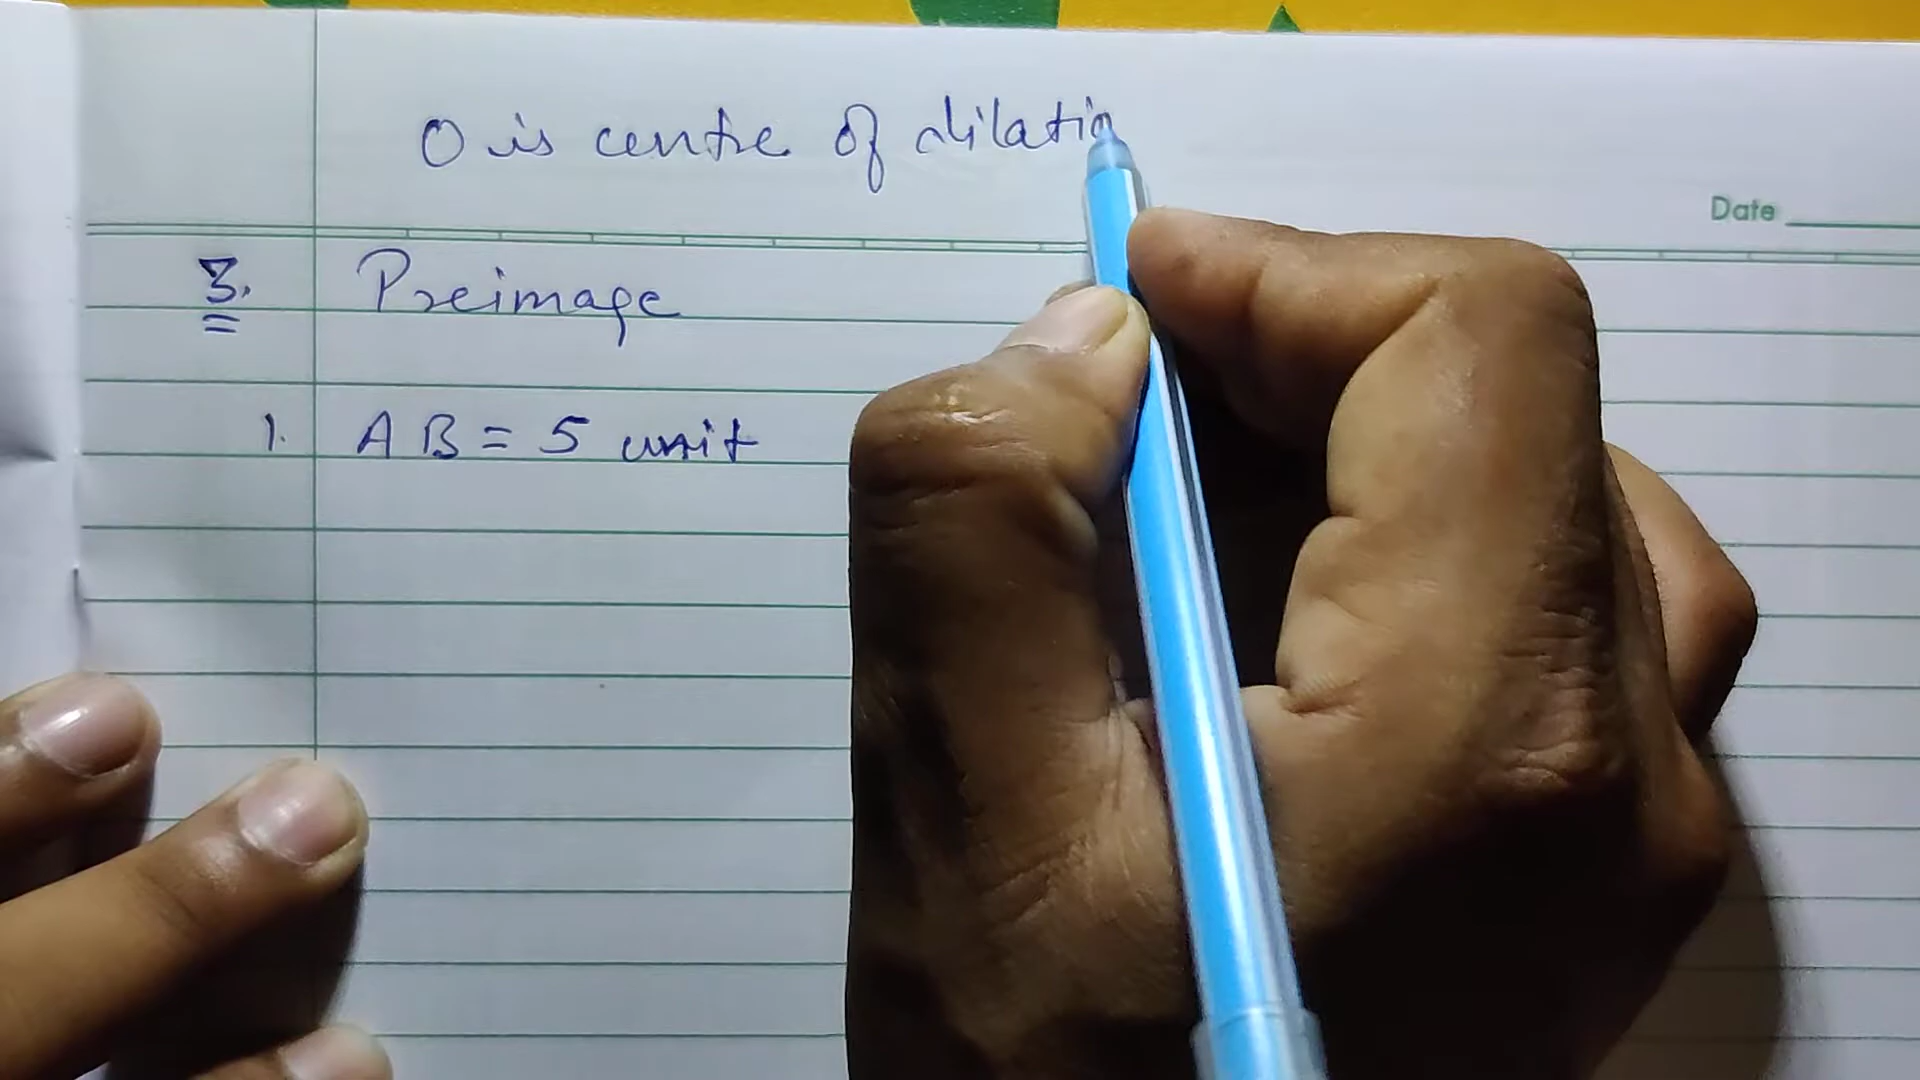 O is centre of dilatio
Date
3. Preimage
1. AB = 5 unit